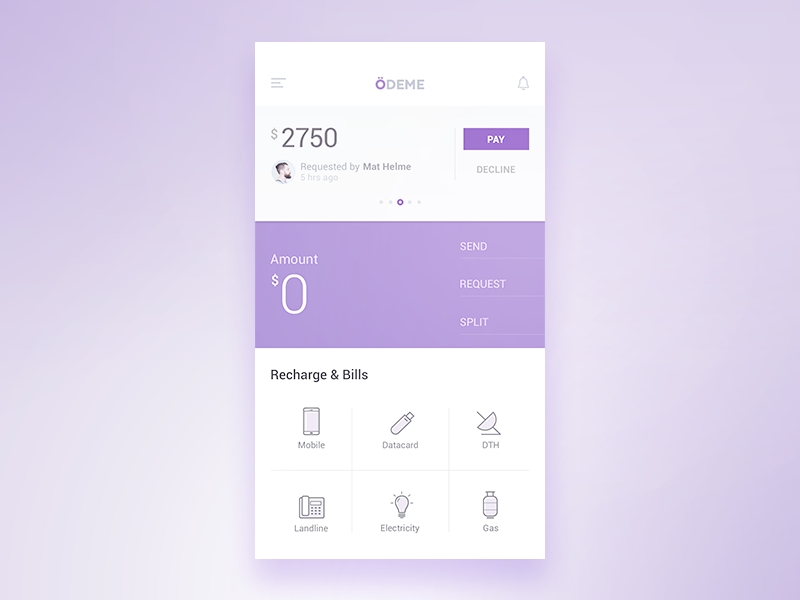 ÖDEME
$ 2750
Requested by Mat Helme
5 hrs ago
PAY
DECLINE
Amount
$ 0
SEND
REQUEST
SPLIT
Recharge & Bills
Mobile
Datacard
DTH
Landline
Electricity
Gas